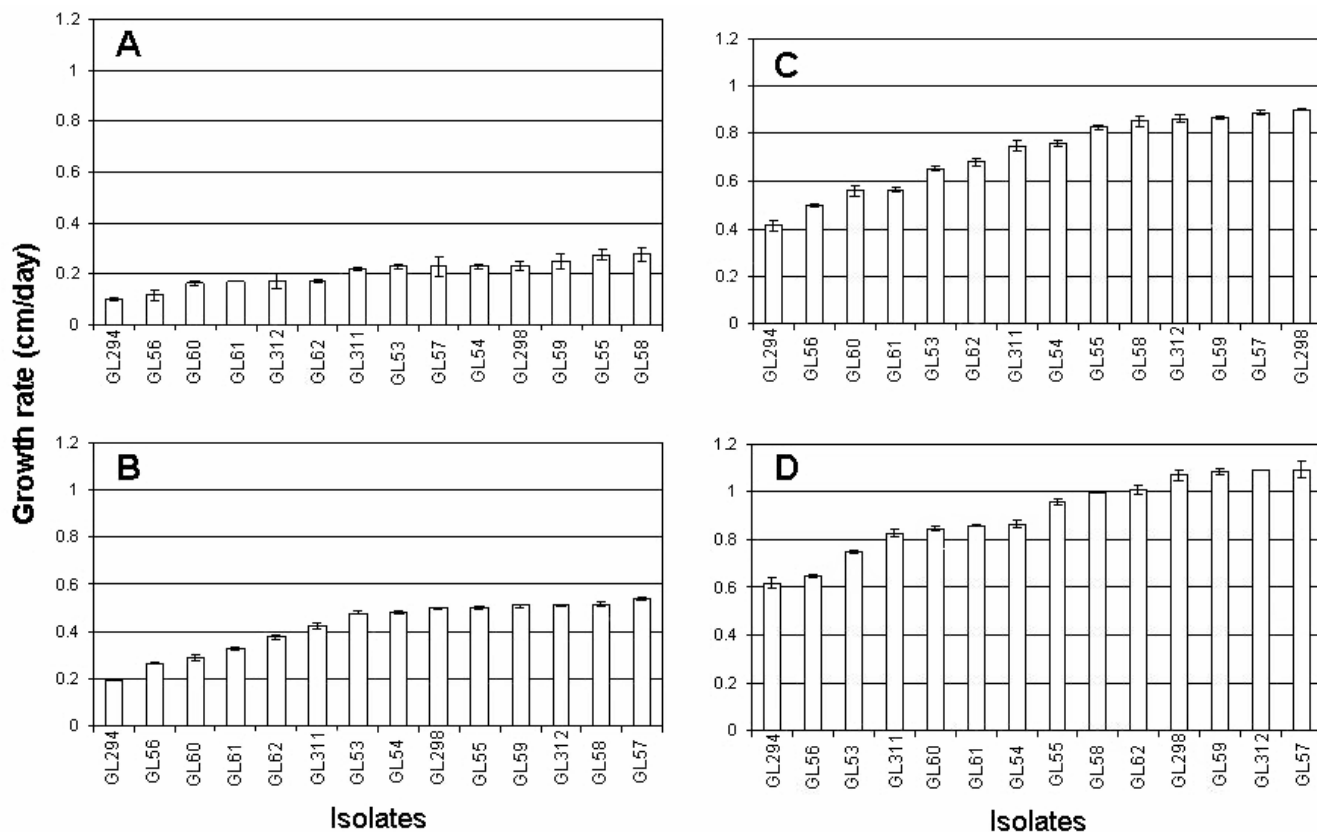 Growth rate (cm/day)
A
1.2
1
0.8
0.6
0.4
0.2
0
GL294 GL56 GL60 GL61 GL312 GL62 GL311 GL53 GL57 GL54 GL298 GL59 GL55 GL58
B
1.2
1
0.8
0.6
0.4
0.2
0
GL294 GL56 GL60 GL61 GL62 GL311 GL53 GL54 GL298 GL55 GL59 GL312 GL58 GL57
Isolates
C
1.2
1
0.8
0.6
0.4
0.2
0
GL294 GL56 GL60 GL61 GL53 GL62 GL311 GL54 GL55 GL58 GL312 GL59 GL57 GL298
D
1.2
1
0.8
0.6
0.4
0.2
0
GL294 GL56 GL53 GL311 GL60 GL61 GL54 GL55 GL58 GL62 GL298 GL59 GL312 GL57
Isolates